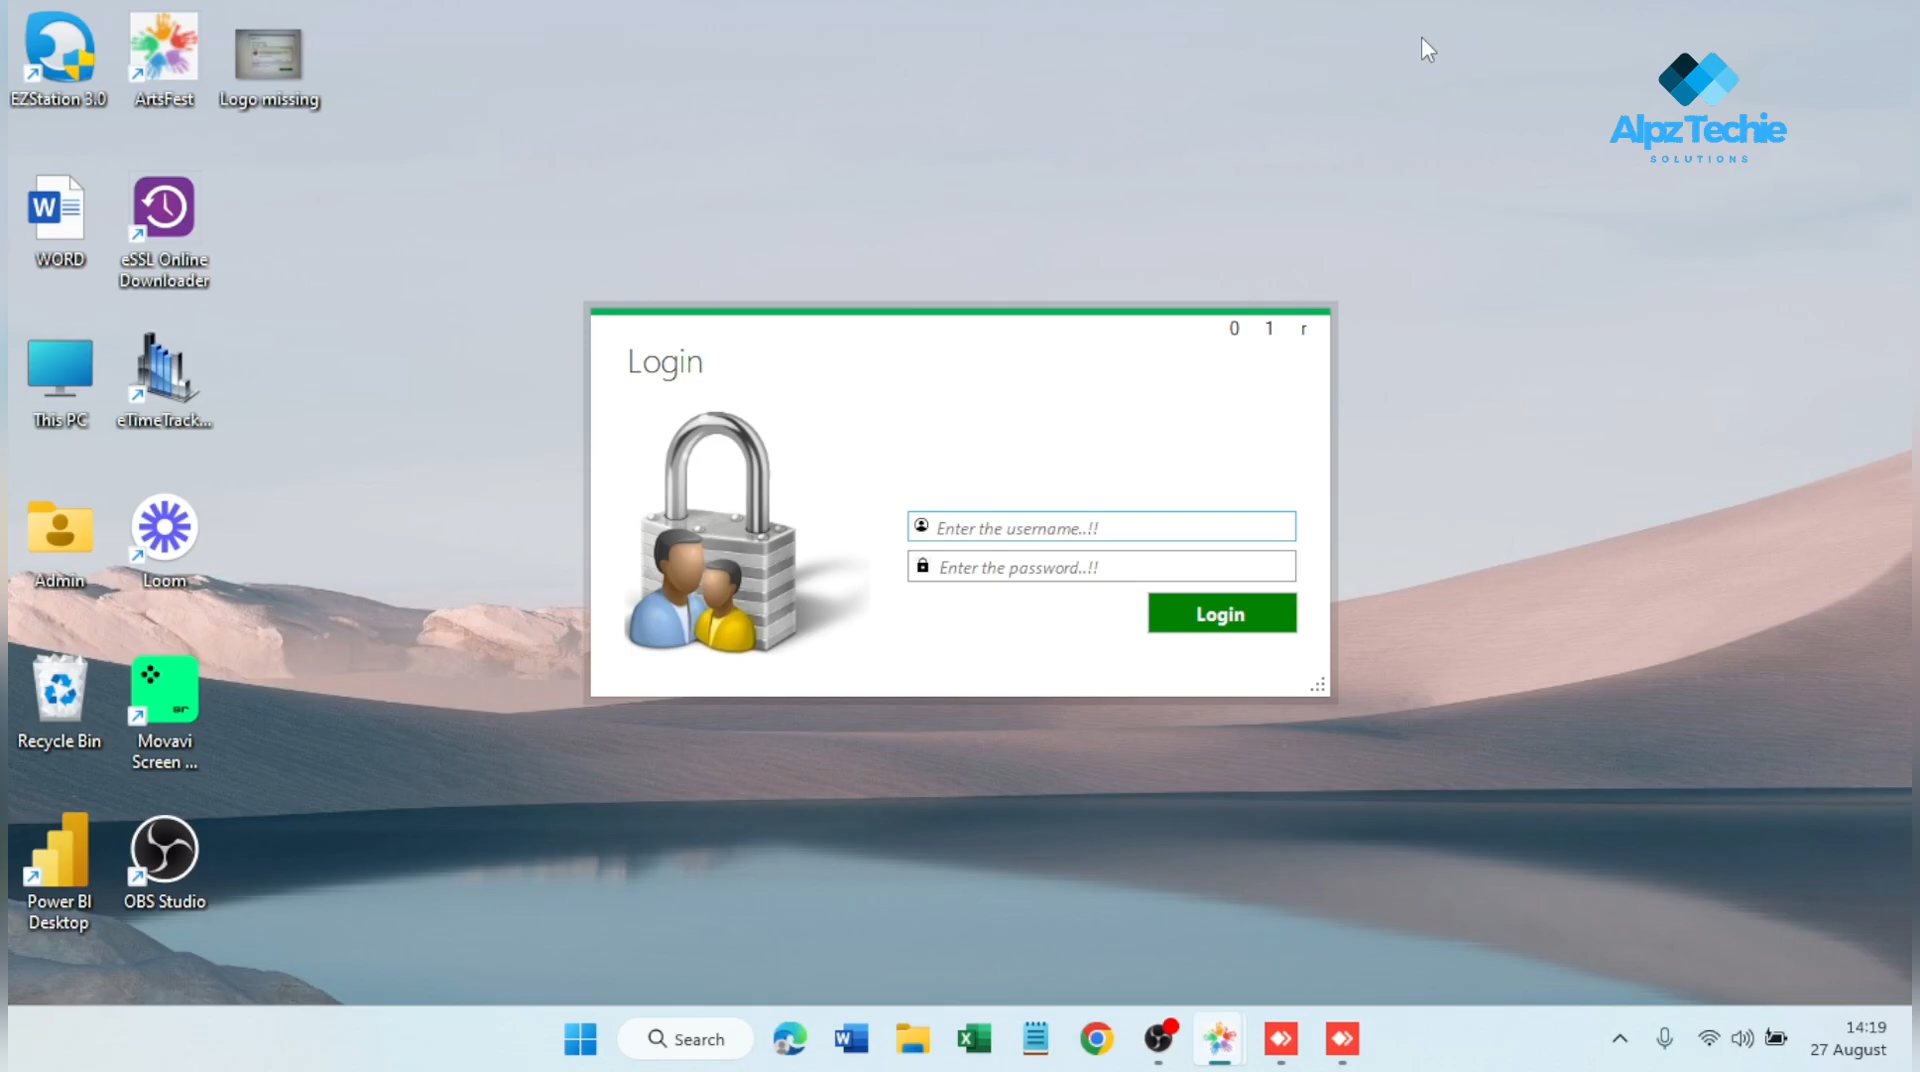 EZStation 3.0
ArtsFest
Logo missing
Alpz Techie
SOLUTIONS
W
WORD
eSSL Online
Downloader
This PC
eTimeTrack...
Admin
Loom
Recycle Bin
sr
Movavi
Screen ...
Power BI
Desktop
OBS Studio
0 1 r
Login
Enter the username..!!
Enter the password..!!
Login
Search
W
X
14:19
27 August